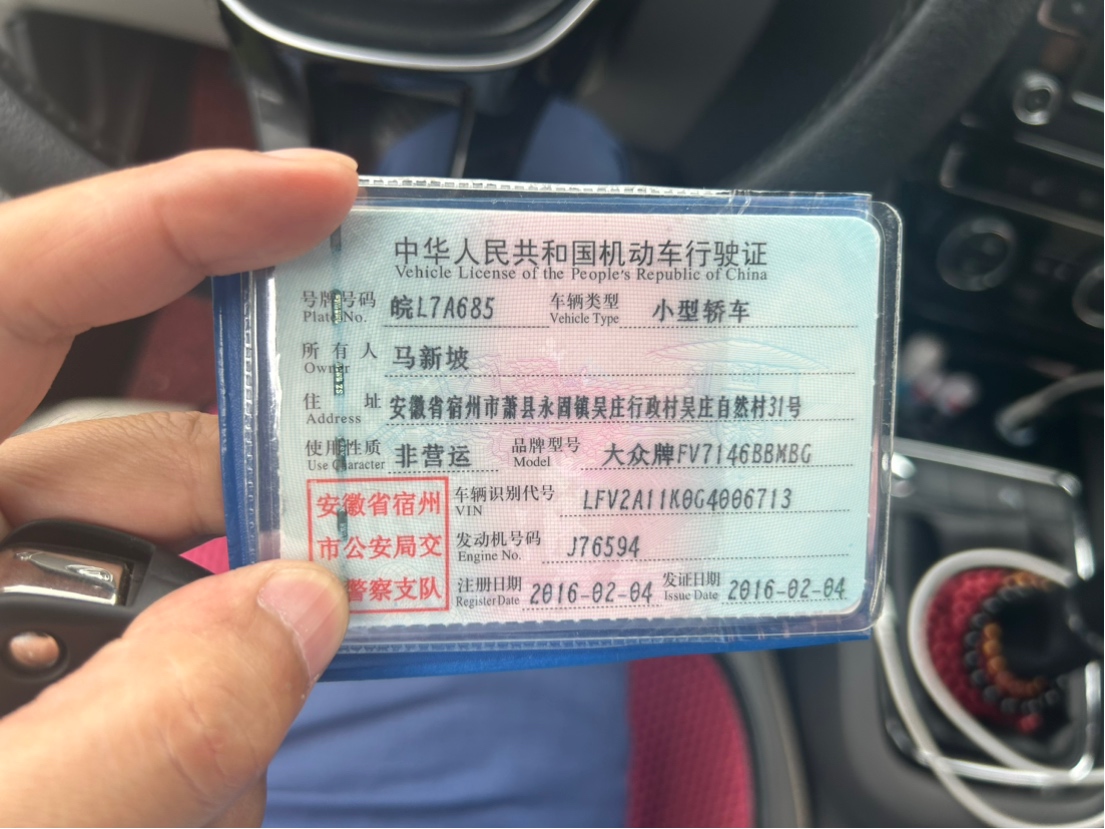 中华人民共和国机动车行驶证
Vehicle License of the People's Republic of China
号牌号码 皖L7A685 车辆类型 小型轿车
Plate No. Vehicle Type
所有人 马新坡
Owner
住址 安徽省宿州市萧县永固镇吴庄行政村吴庄自然村31号
Address
使用性质 非营运 品牌型号 大众牌FV7146BBMBG
Use Character Model
安徽省宿州 车辆识别代号 LFV2A11K0G4006713
VIN
市公安局交 发动机号码 J76594
Engine No.
警察支队 注册日期 2016-02-04 发证日期 2016-02-04
Register Date Issue Date